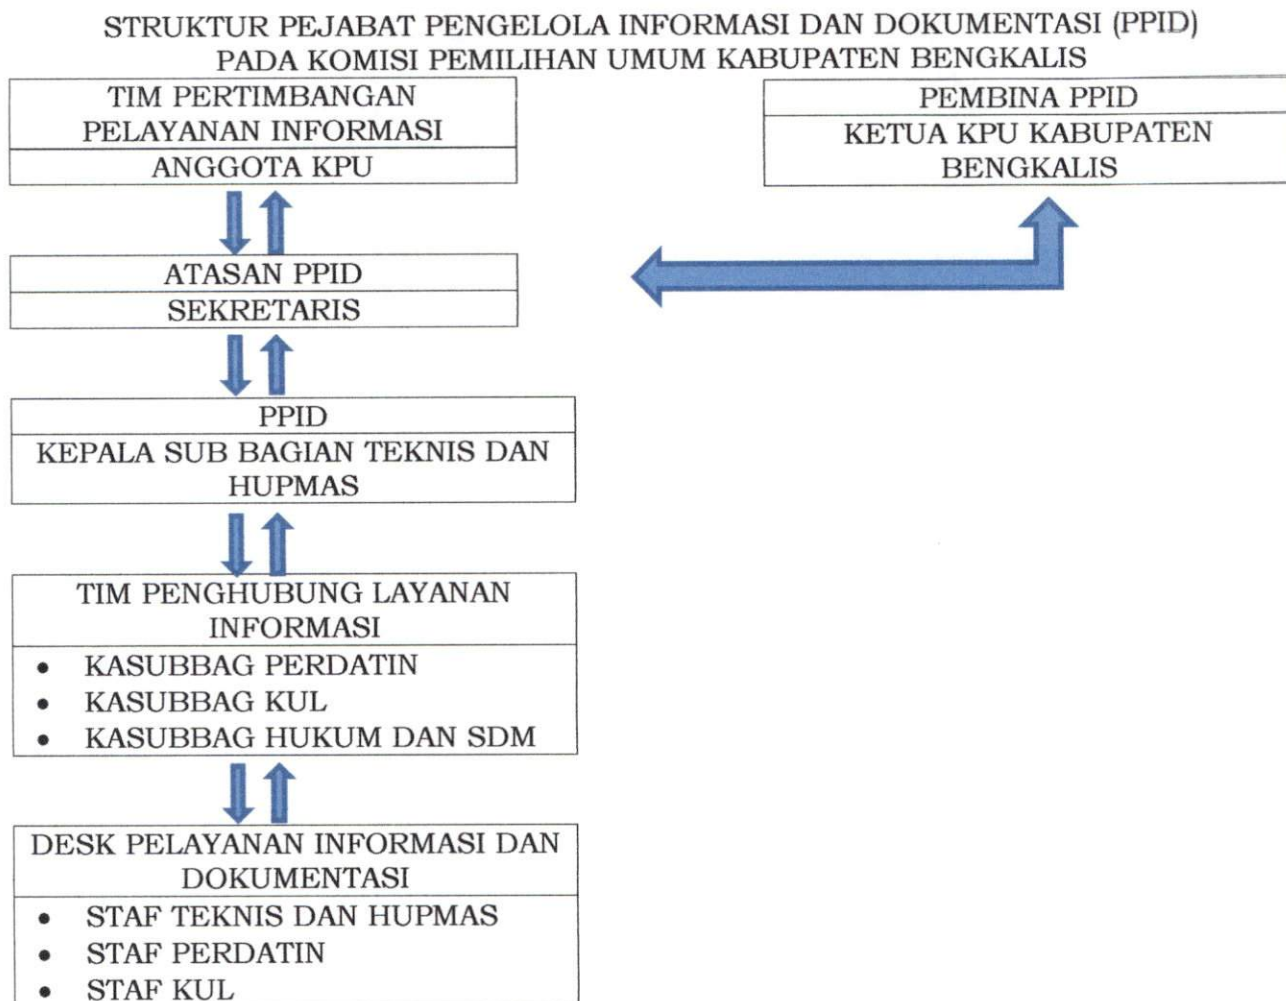 STRUKTUR PEJABAT PENGELOLA INFORMASI DAN DOKUMENTASI (PPID)
PADA KOMISI PEMILIHAN UMUM KABUPATEN BENGKALIS
TIM PERTIMBANGAN
PELAYANAN INFORMASI
ANGGOTA KPU
PEMBINA PPID
KETUA KPU KABUPATEN
BENGKALIS
ATASAN PPID
SEKRETARIS
PPID
KEPALA SUB BAGIAN TEKNIS DAN
HUPMAS
TIM PENGHUBUNG LAYANAN
INFORMASI
• KASUBBAG PERDATIN
• KASUBBAG KUL
• KASUBBAG HUKUM DAN SDM
DESK PELAYANAN INFORMASI DAN
DOKUMENTASI
• STAF TEKNIS DAN HUPMAS
• STAF PERDATIN
• STAF KUL